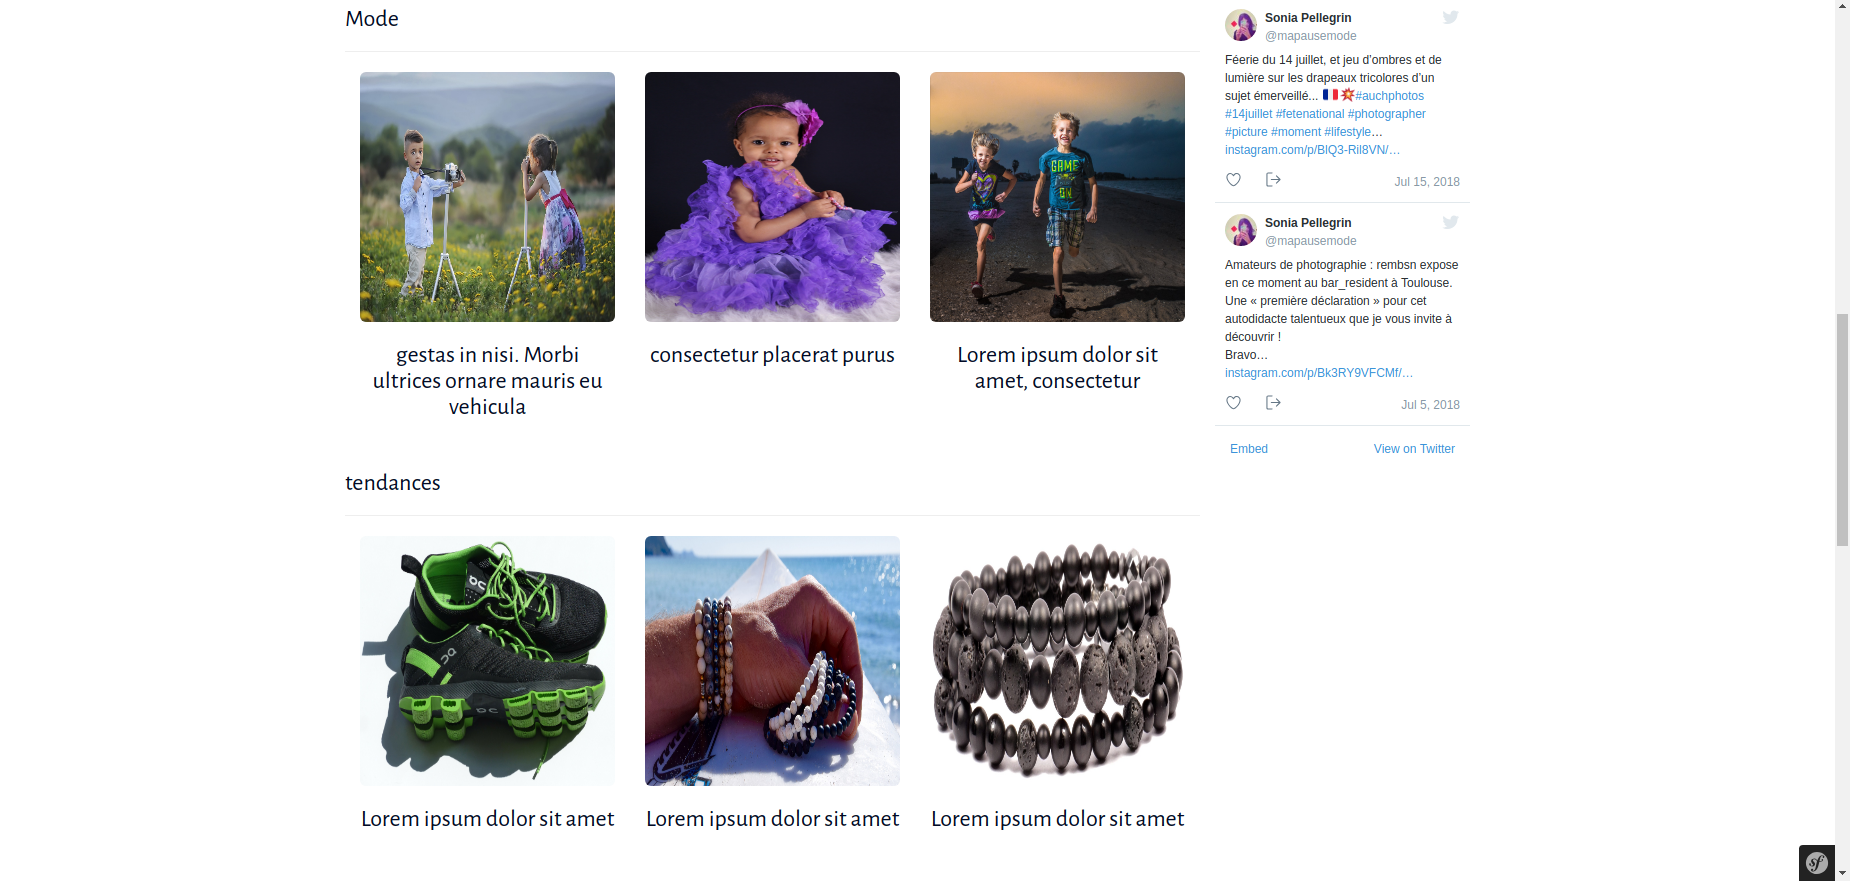 Mode
gestas in nisi. Morbi
ultrices ornare mauris eu
vehicula
consectetur placerat purus
GAME
ON
Lorem ipsum dolor sit
amet, consectetur
tendances
Lorem ipsum dolor sit amet
Lorem ipsum dolor sit amet
Lorem ipsum dolor sit amet
Sonia Pellegrin
@mapausemode
Féerie du 14 juillet, et jeu d’ombres et de
lumière sur les drapeaux tricolores d’un
sujet émerveillé... 🇫🇷💥#auchphotos
#14juillet #fetenational #photographer
#picture #moment #lifestyle…
instagram.com/p/BlQ3-Ril8VN/…
Jul 15, 2018
Sonia Pellegrin
@mapausemode
Amateurs de photographie : rembsn expose
en ce moment au bar_resident à Toulouse.
Une « première déclaration » pour cet
autodidacte talentueux que je vous invite à
découvrir !
Bravo…
instagram.com/p/Bk3RY9VFCMf/…
Jul 5, 2018
Embed
View on Twitter
sf